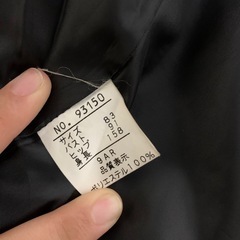 NO. 93150
サイズ
バスト 83
ヒップ 91
身長 158
9AR
品質表示
ポリエステル100%